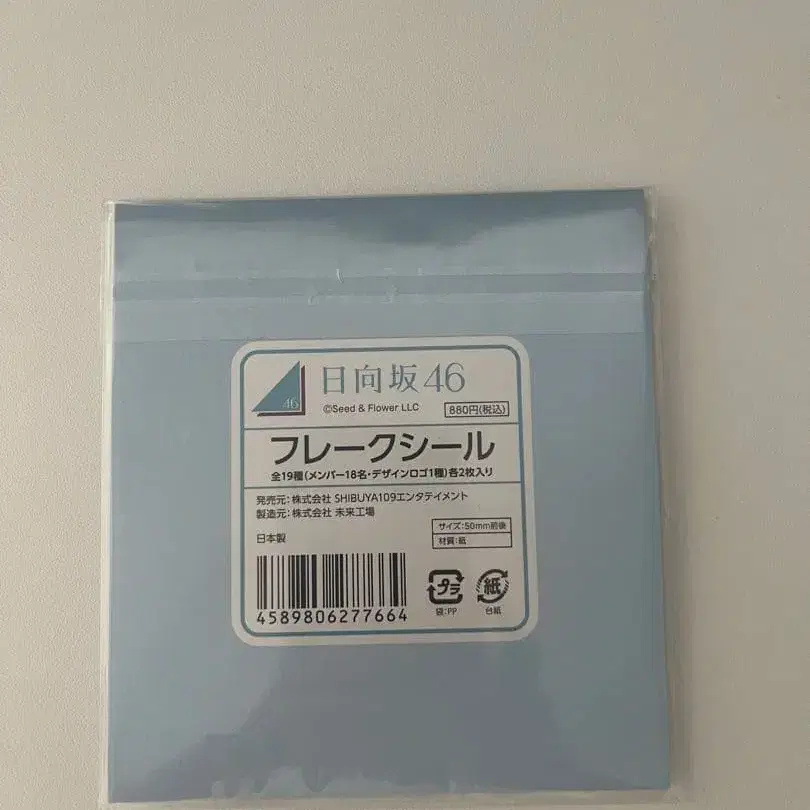 46
日向坂46
©Seed & Flower LLC
880円(税込)
フレークシール
全19種(メンバー18名・デザインロゴ1種)各2枚入り
発売元：株式会社 SHIBUYA109エンタテイメント
製造元：株式会社 未来工場
サイズ：50mm前後
材質：紙
日本製
4589806277664
プラ
袋：PP
紙
台紙